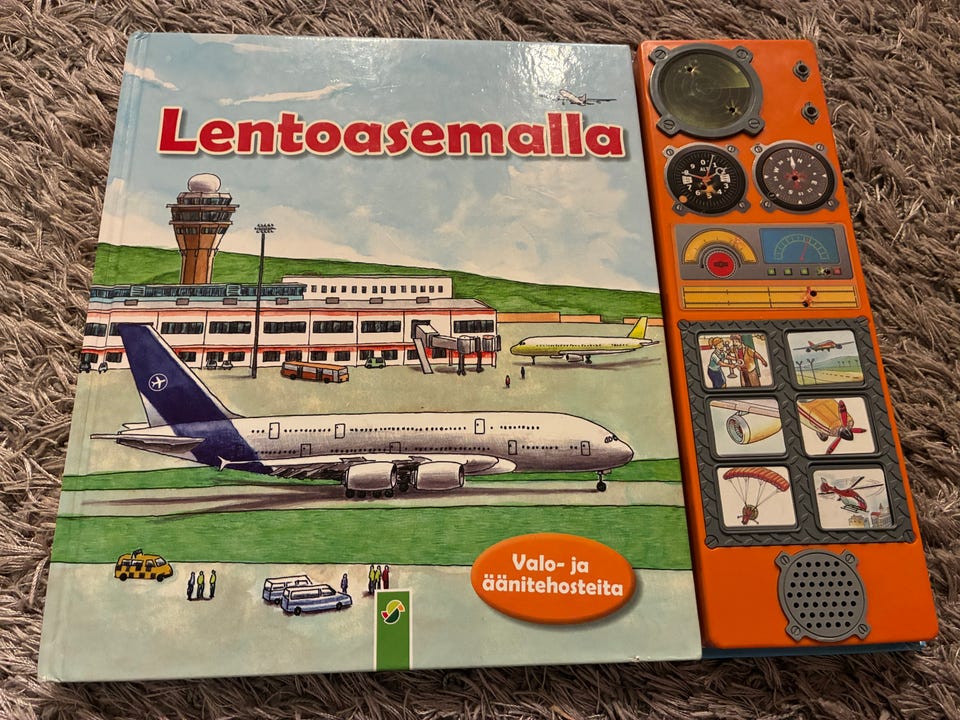 Lentoasemalla
Valo- ja
äänitehosteita